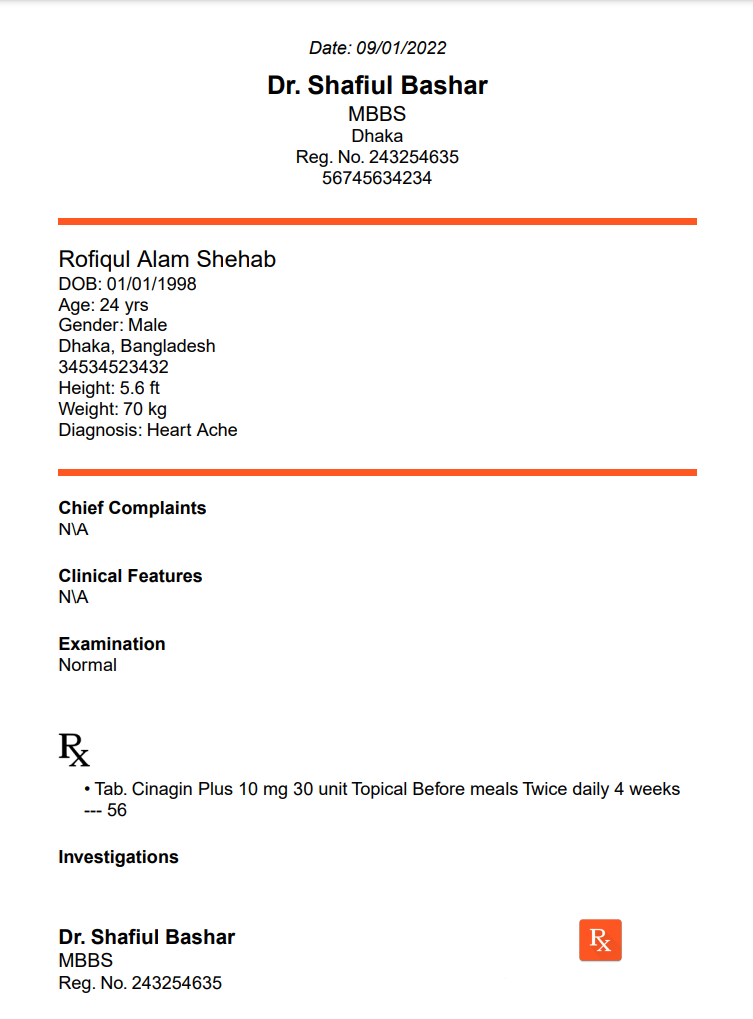 Date: 09/01/2022
Dr. Shafiul Bashar
MBBS
Dhaka
Reg. No. 243254635
56745634234
Rofiqul Alam Shehab
DOB: 01/01/1998
Age: 24 yrs
Gender: Male
Dhaka, Bangladesh
34534523432
Height: 5.6 ft
Weight: 70 kg
Diagnosis: Heart Ache
Chief Complaints
N\A
Clinical Features
N\A
Examination
Normal
Rx
• Tab. Cinagin Plus 10 mg 30 unit Topical Before meals Twice daily 4 weeks
--- 56
Investigations
Dr. Shafiul Bashar
MBBS
Reg. No. 243254635
Rx